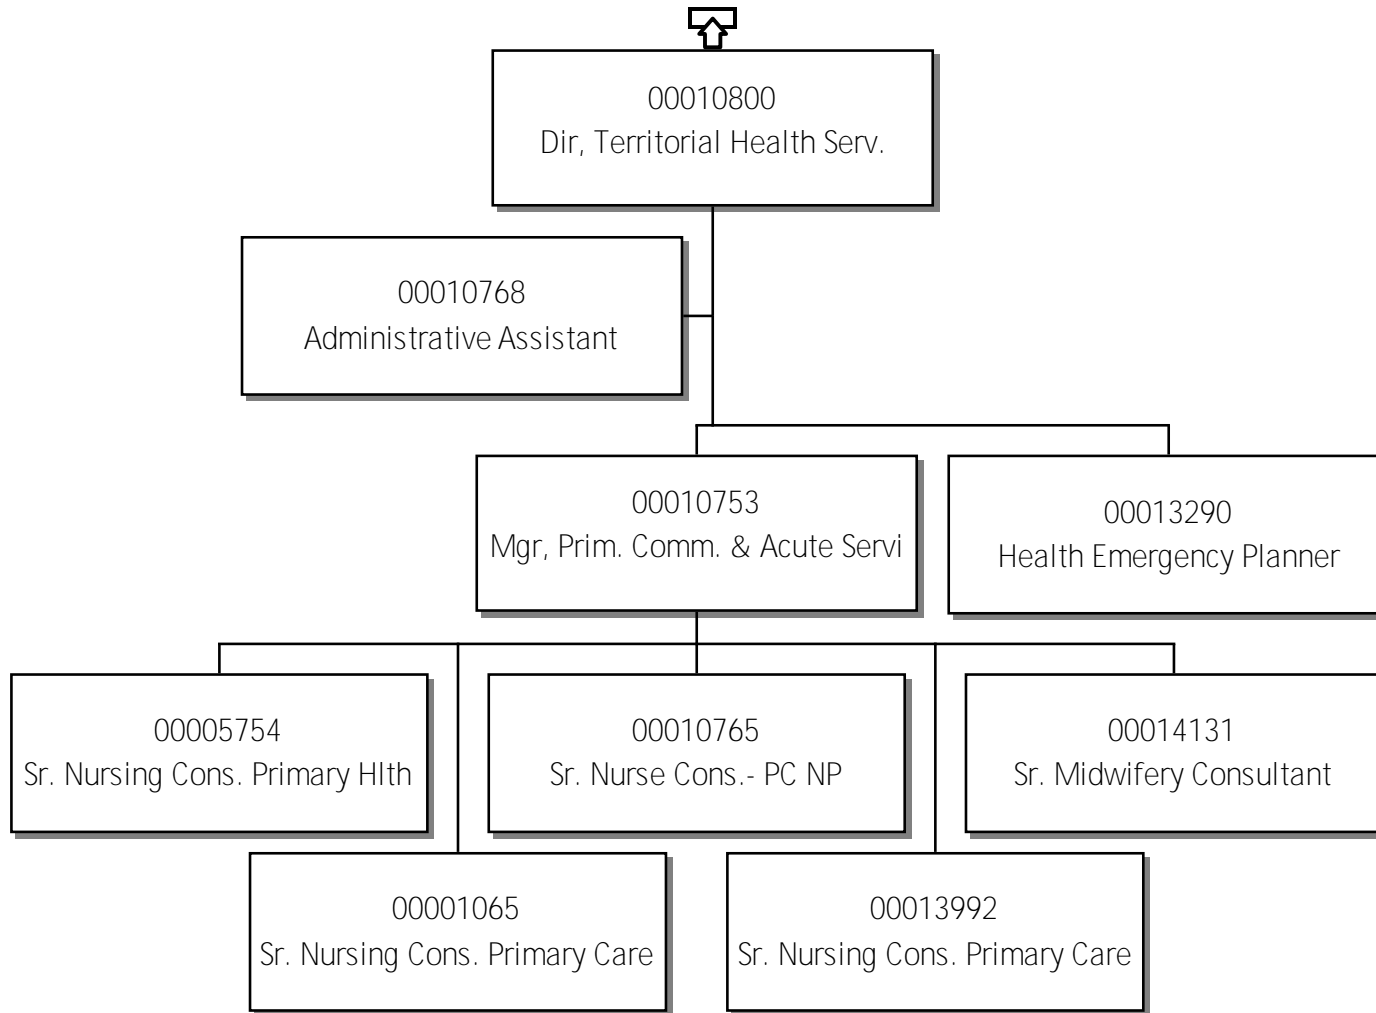 00010800
Dir, Territorial Health Serv.
00010768
Administrative Assistant
00010753
Mgr, Prim. Comm. & Acute Servi
00013290
Health Emergency Planner
00005754
Sr. Nursing Cons. Primary Hlth
00010765
Sr. Nurse Cons.- PC NP
00014131
Sr. Midwifery Consultant
00001065
Sr. Nursing Cons. Primary Care
00013992
Sr. Nursing Cons. Primary Care